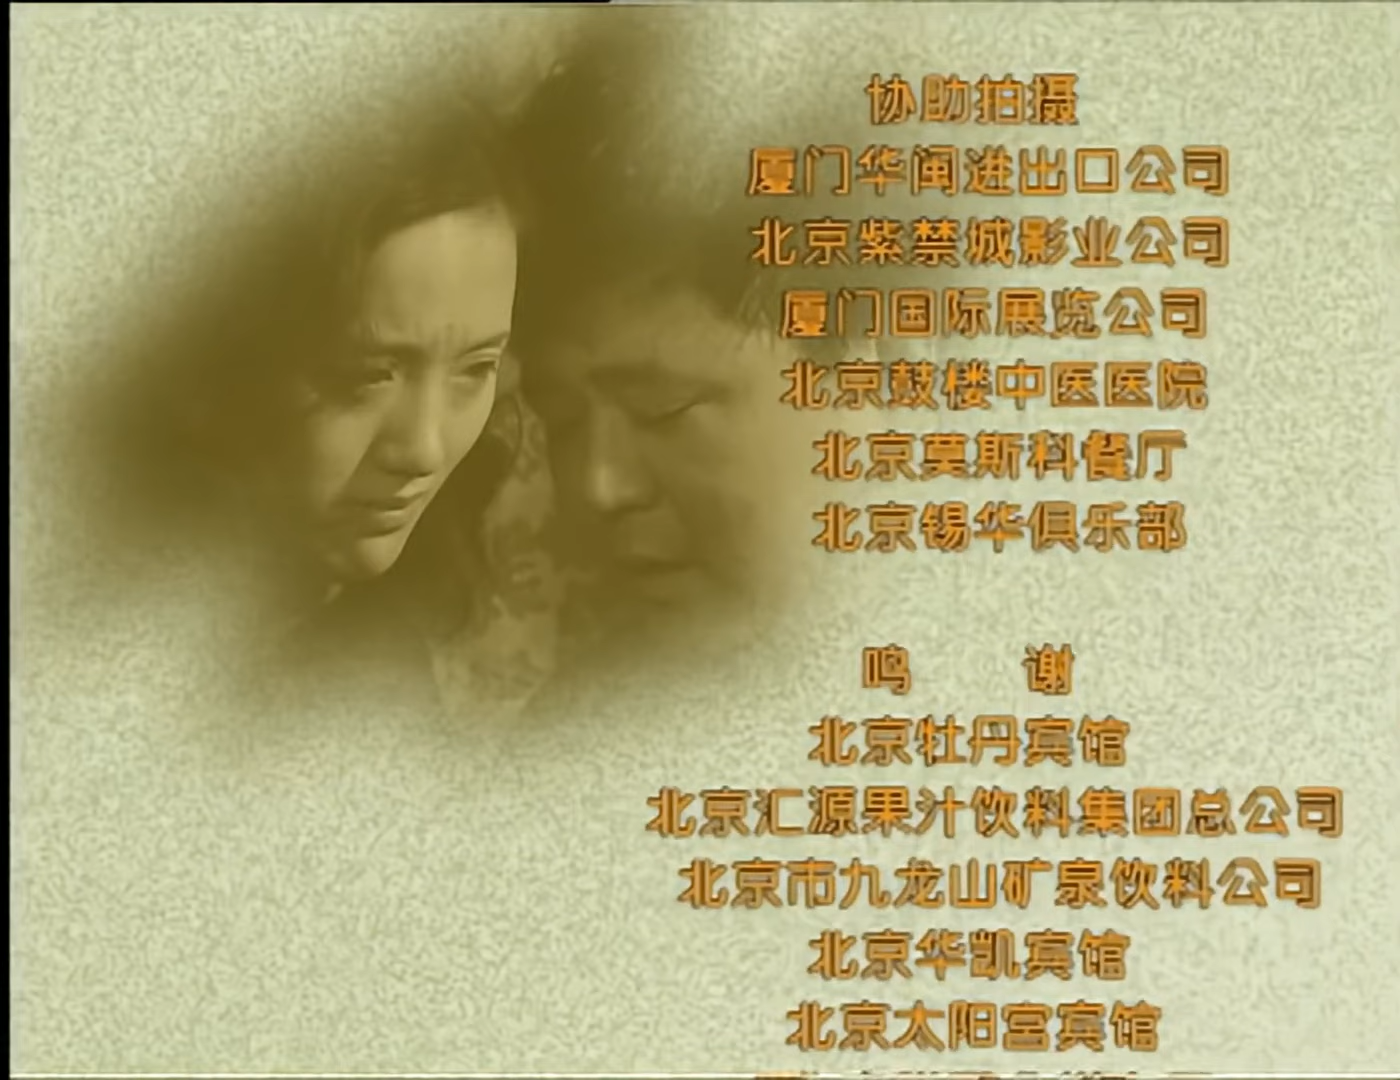 协助拍摄
厦门华闽进出口公司
北京紫禁城影业公司
厦门国际展览公司
北京鼓楼中医医院
北京莫斯科餐厅
北京锡华俱乐部
鸣 谢
北京牡丹宾馆
北京汇源果汁饮料集团总公司
北京市九龙山矿泉饮料公司
北京华凯宾馆
北京太阳宫宾馆